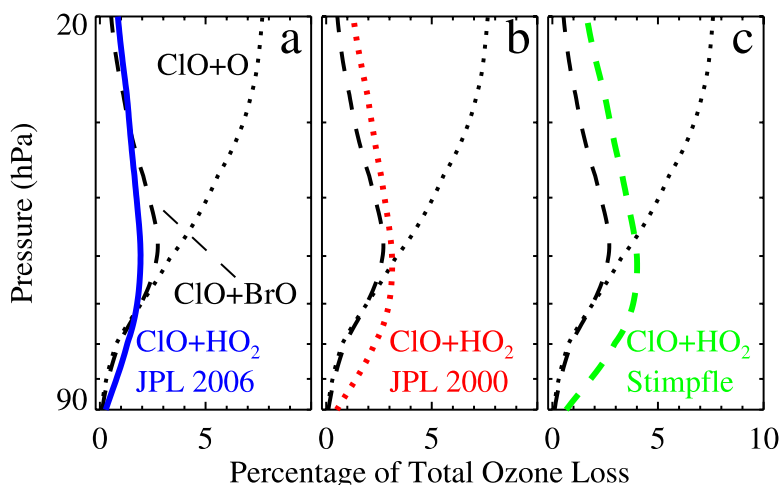 20
a
b
c
ClO+O
Pressure (hPa)
ClO+BrO
ClO+HO₂
JPL 2006
ClO+HO₂
JPL 2000
ClO+HO₂
Stimpfle
90
0 5 0 5 0 5 10
Percentage of Total Ozone Loss